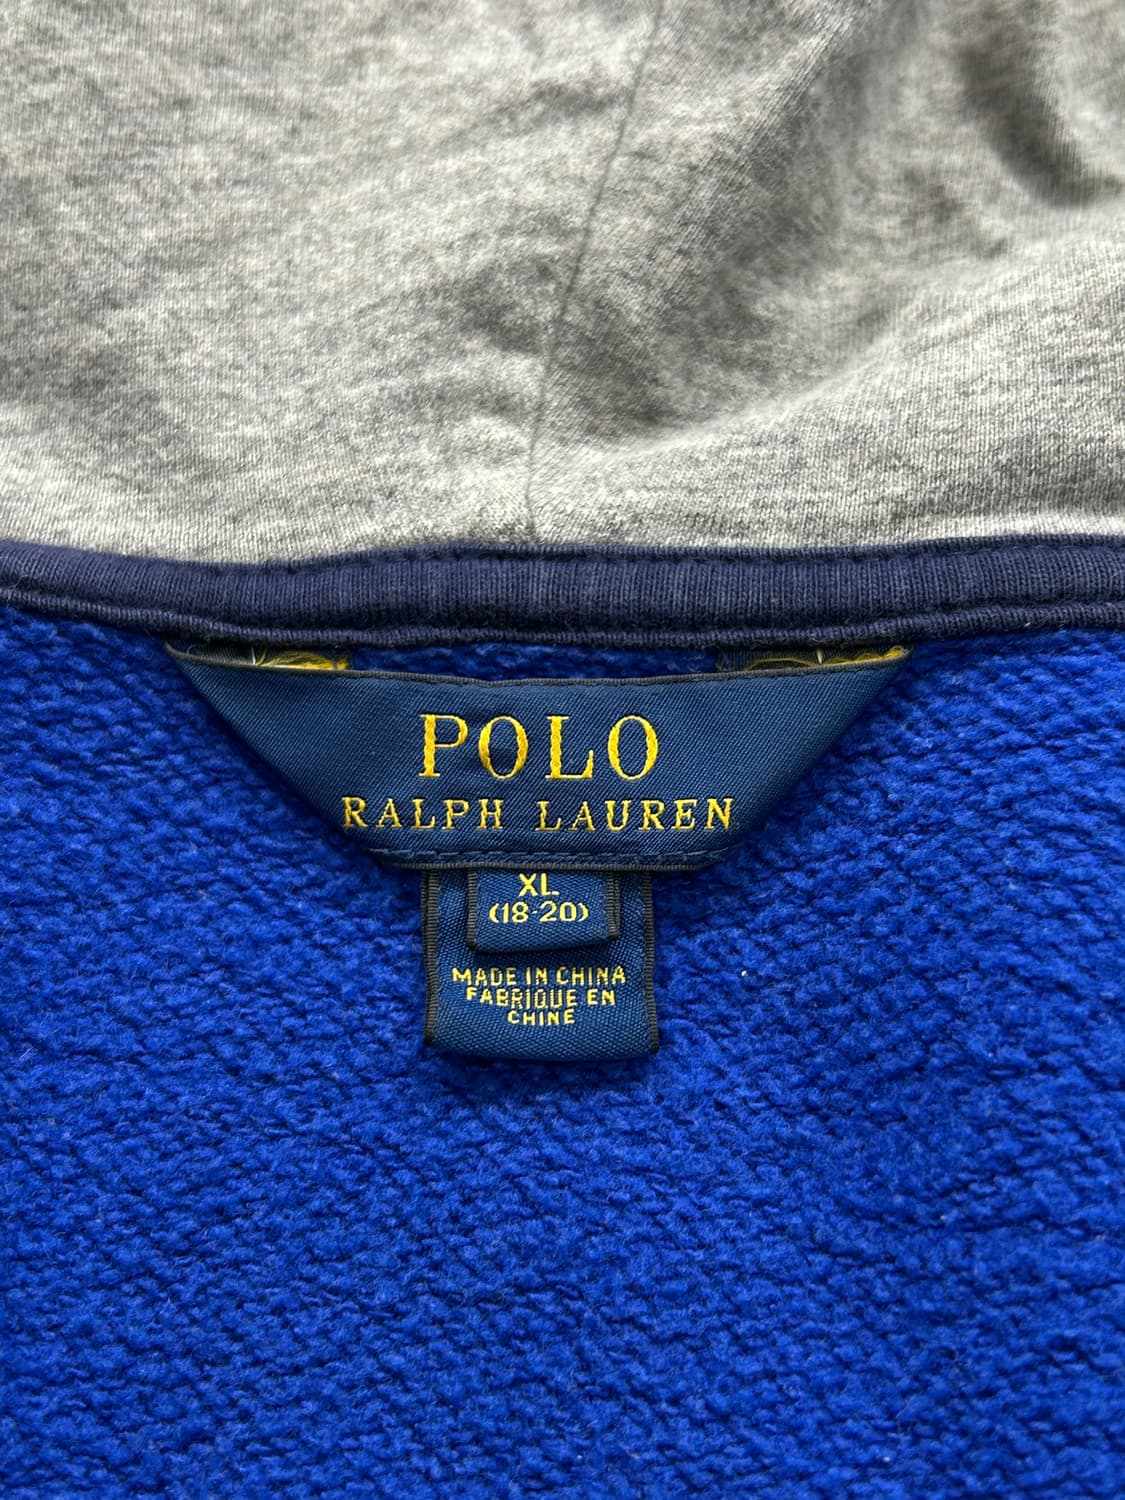 POLO
RALPH LAUREN
XL
(18-20)
MADE IN CHINA
FABRIQUE EN
CHINE